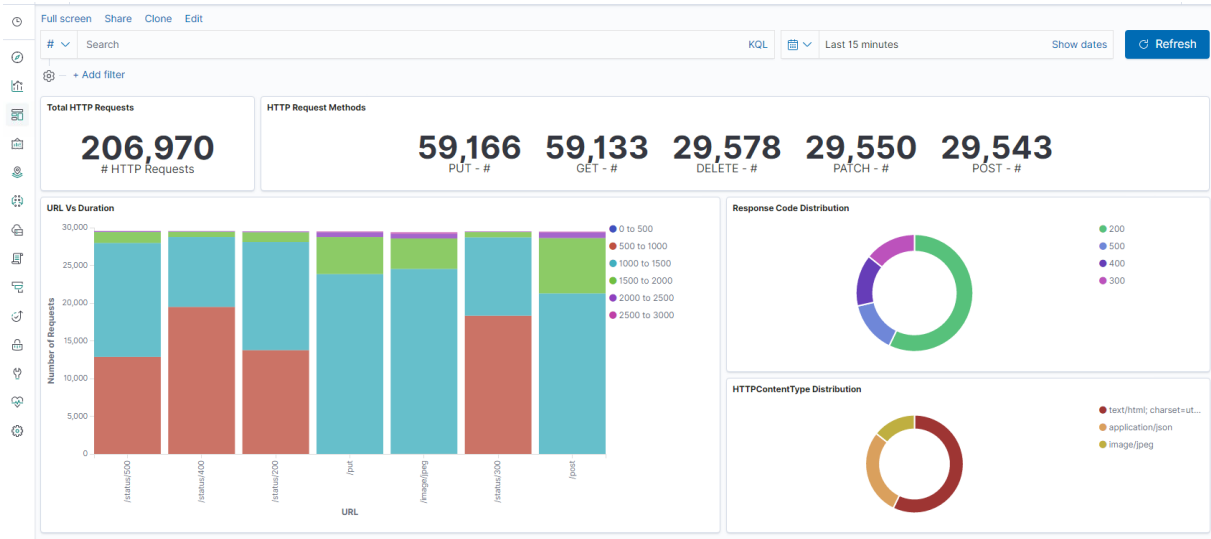 Full screen Share Clone Edit
# Search KQL Last 15 minutes Show dates Refresh
+ Add filter
Total HTTP Requests
206,970
# HTTP Requests
HTTP Request Methods
59,166 59,133 29,578 29,550 29,543
PUT - # GET - # DELETE - # PATCH - # POST - #
URL Vs Duration
30,000
25,000
20,000
15,000
10,000
5,000
0
Number of Requests
/status/500
/status/400
/status/200
/put
/image/jpeg
/status/300
/post
URL
0 to 500
500 to 1000
1000 to 1500
1500 to 2000
2000 to 2500
2500 to 3000
Response Code Distribution
200
500
400
300
HTTPContentType Distribution
text/html; charset=ut...
application/json
image/jpeg